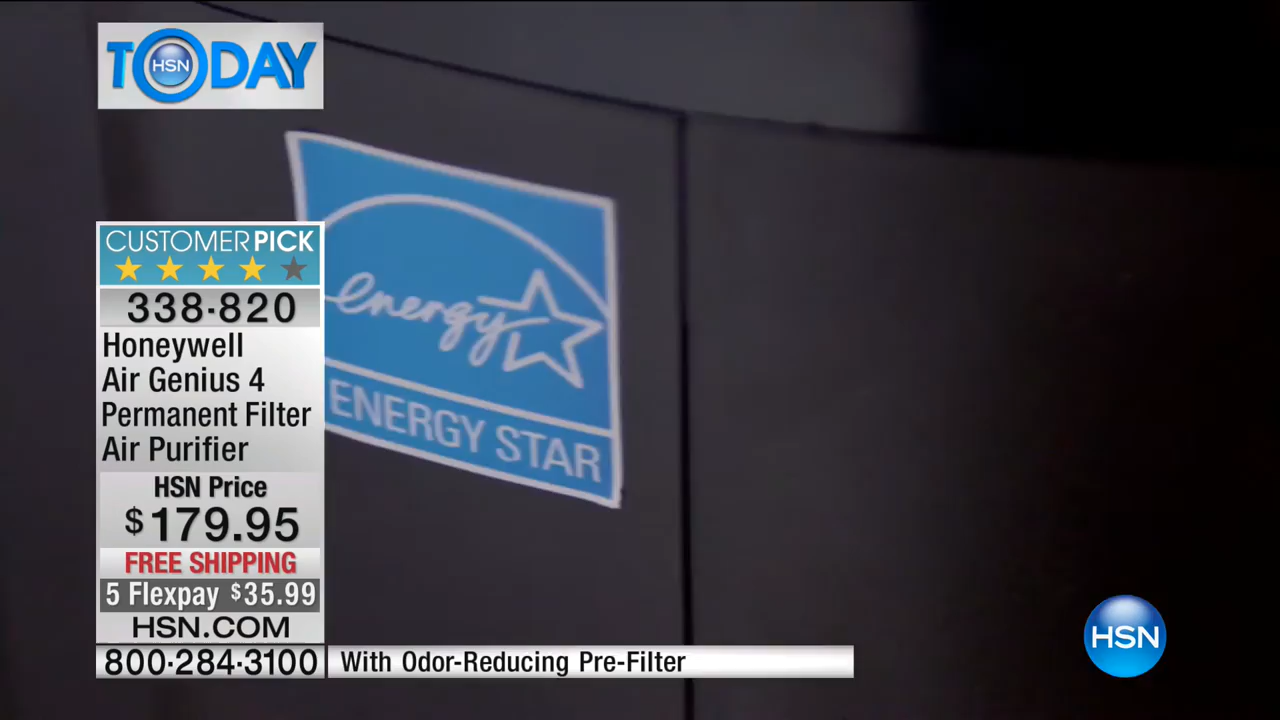 TODAY
HSN
CUSTOMER PICK
338-820
Honeywell
Air Genius 4
Permanent Filter
Air Purifier
HSN Price
$179.95
FREE SHIPPING
5 Flexpay $35.99
HSN.COM
800·284·3100
With Odor-Reducing Pre-Filter
energy
ENERGY STAR
HSN